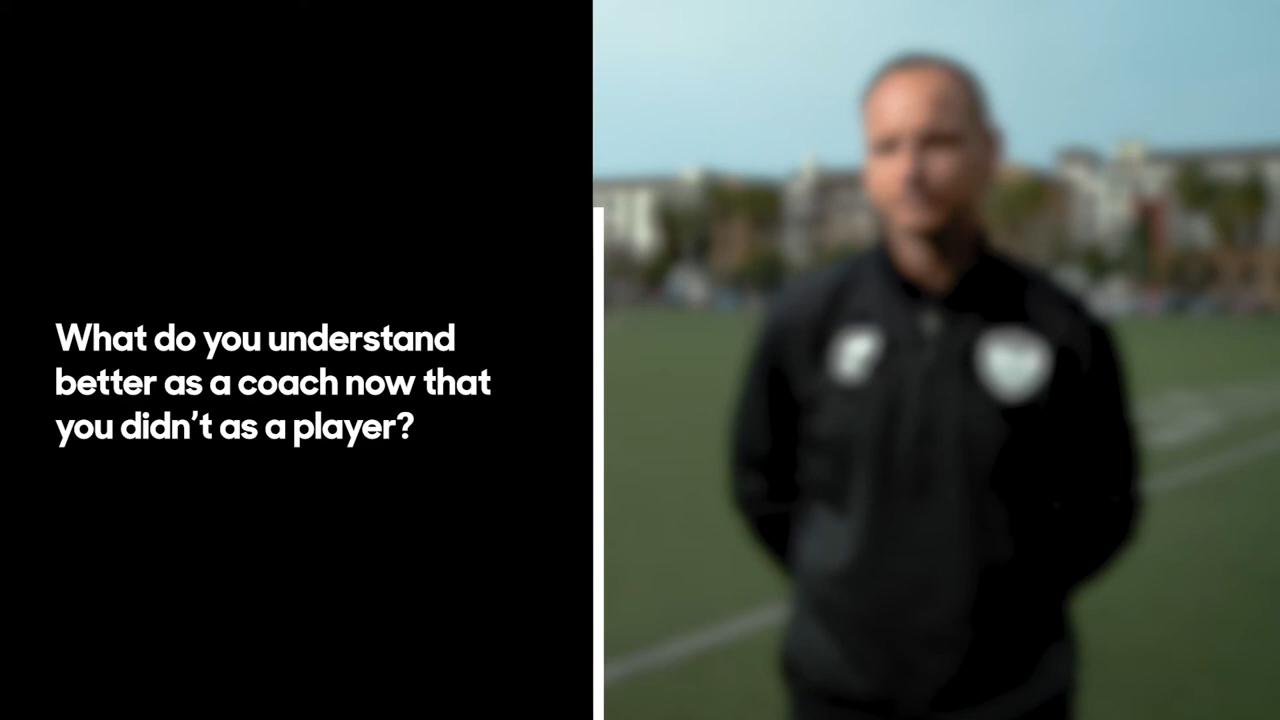 What do you understand
better as a coach now that
you didn't as a player?